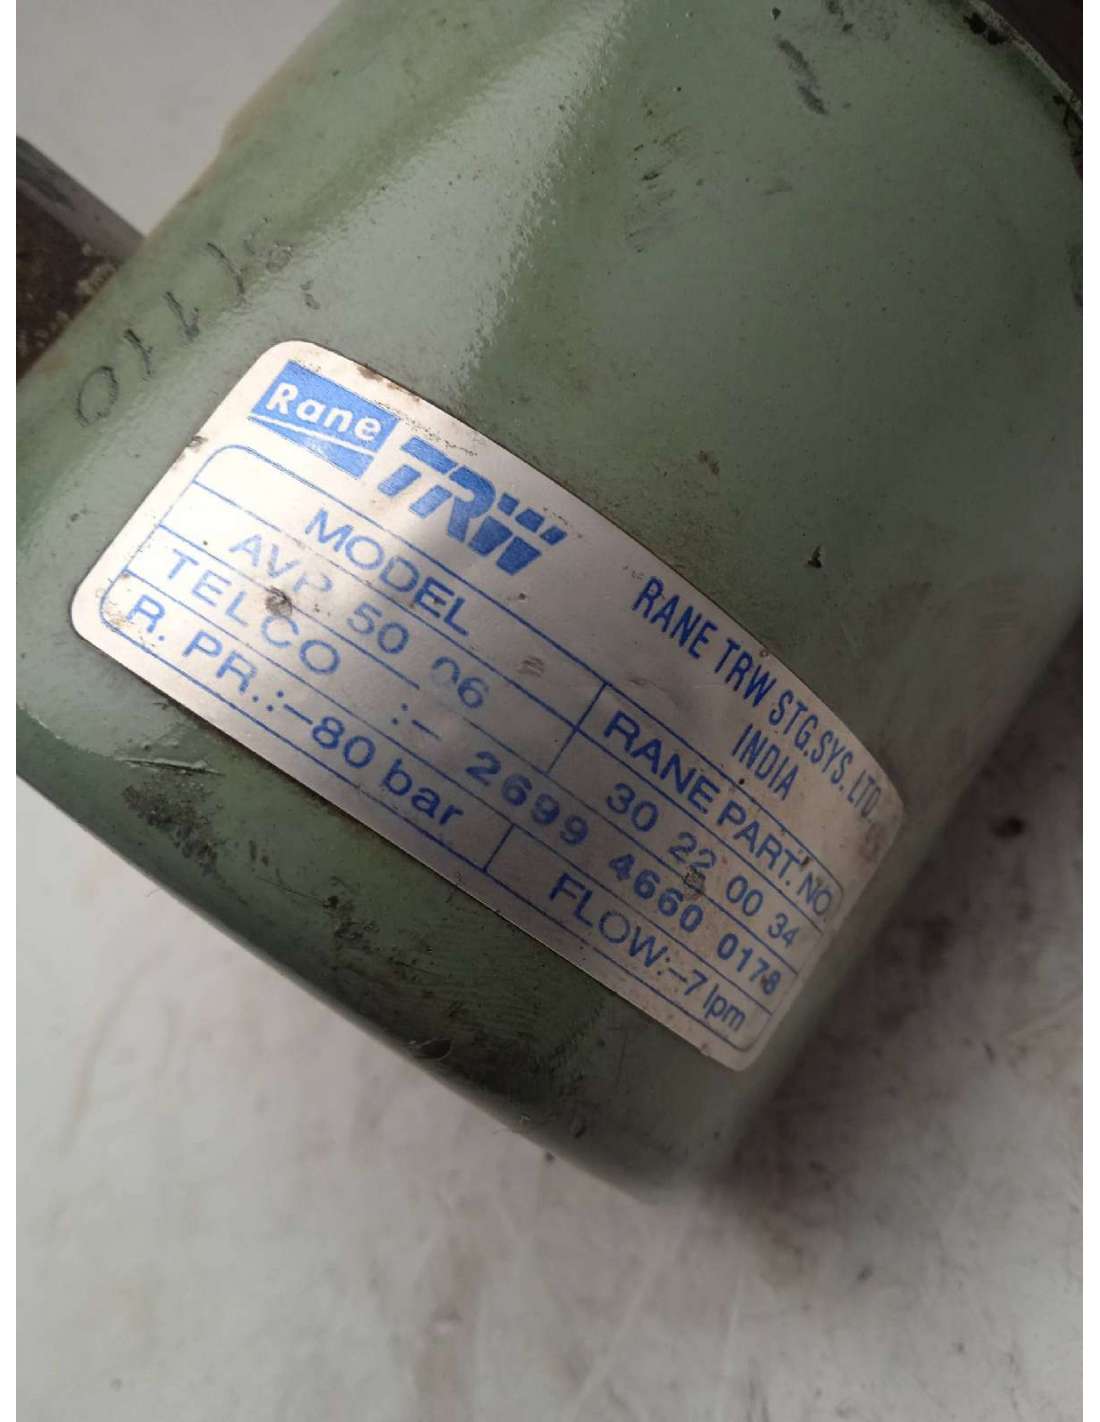 110
Rane TRW
RANE TRW STG.SYS. LTD.
INDIA
MODEL RANE PART. NO.
AVP 50 06 30 22 00 34
TELCO :- 2699 4660 0178
R. PR.:-80 bar FLOW:-7 lpm